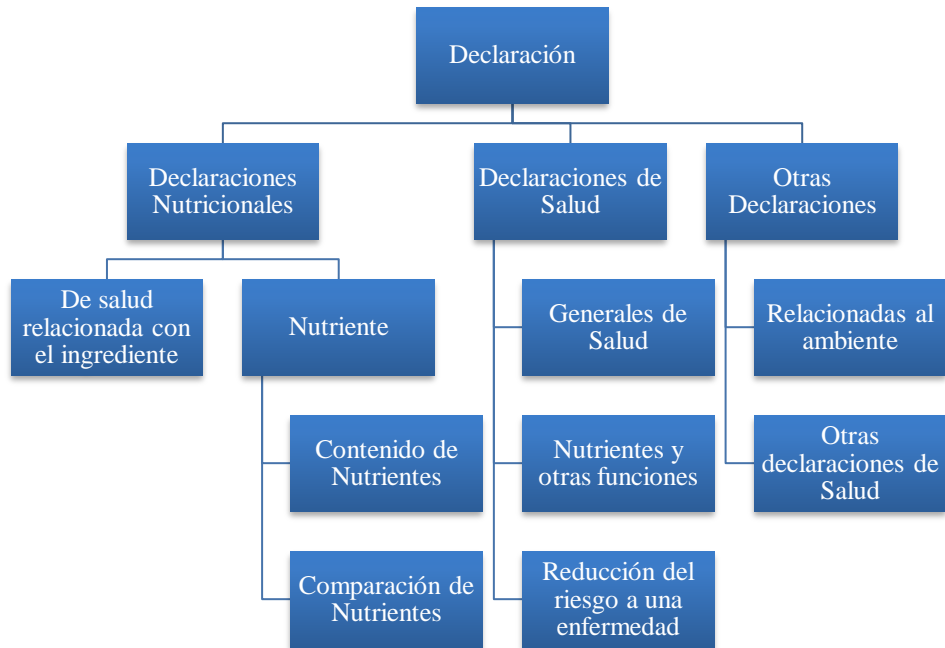 Declaración
Declaraciones
Nutricionales
Declaraciones de
Salud
Otras
Declaraciones
De salud
relacionada con
el ingrediente
Nutriente
Generales de
Salud
Relacionadas al
ambiente
Contenido de
Nutrientes
Nutrientes y
otras funciones
Otras
declaraciones de
Salud
Comparación de
Nutrientes
Reducción del
riesgo a una
enfermedad